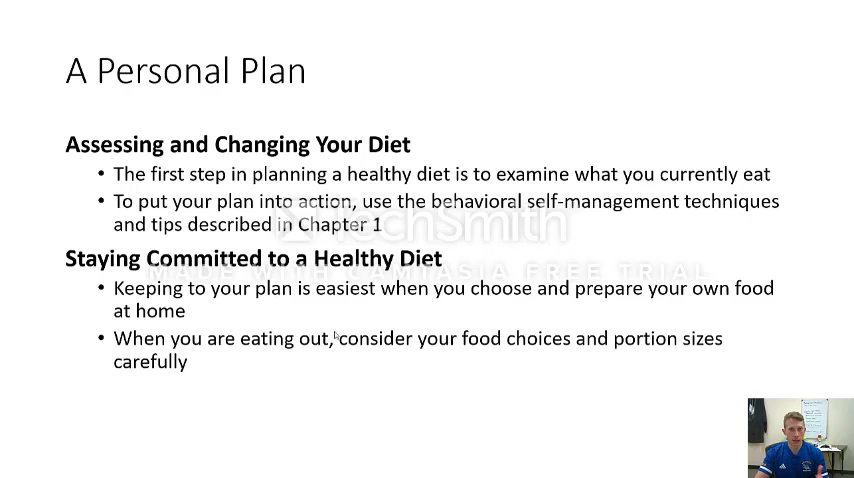 A Personal Plan
Assessing and Changing Your Diet
• The first step in planning a healthy diet is to examine what you currently eat
• To put your plan into action, use the behavioral self-management techniques
and tips described in Chapter 1
TechSmith
Staying Committed to a Healthy Diet
MADE WITH CAMTASIA FREE TRIAL
• Keeping to your plan is easiest when you choose and prepare your own food
at home
• When you are eating out, consider your food choices and portion sizes
carefully